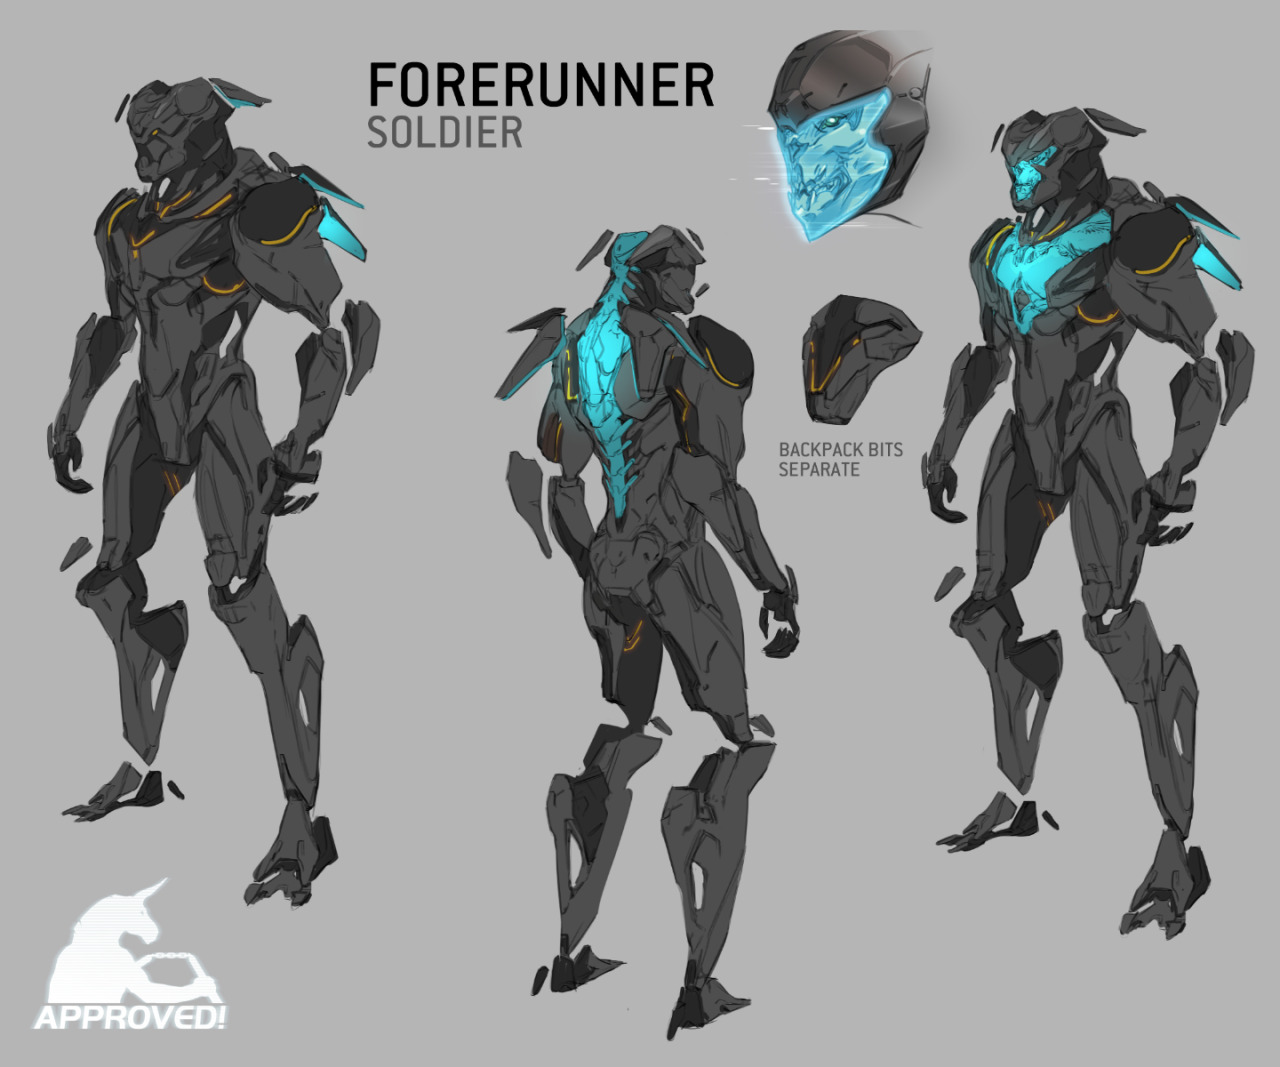 FORERUNNER
SOLDIER
BACKPACK BITS
SEPARATE
APPROVED!